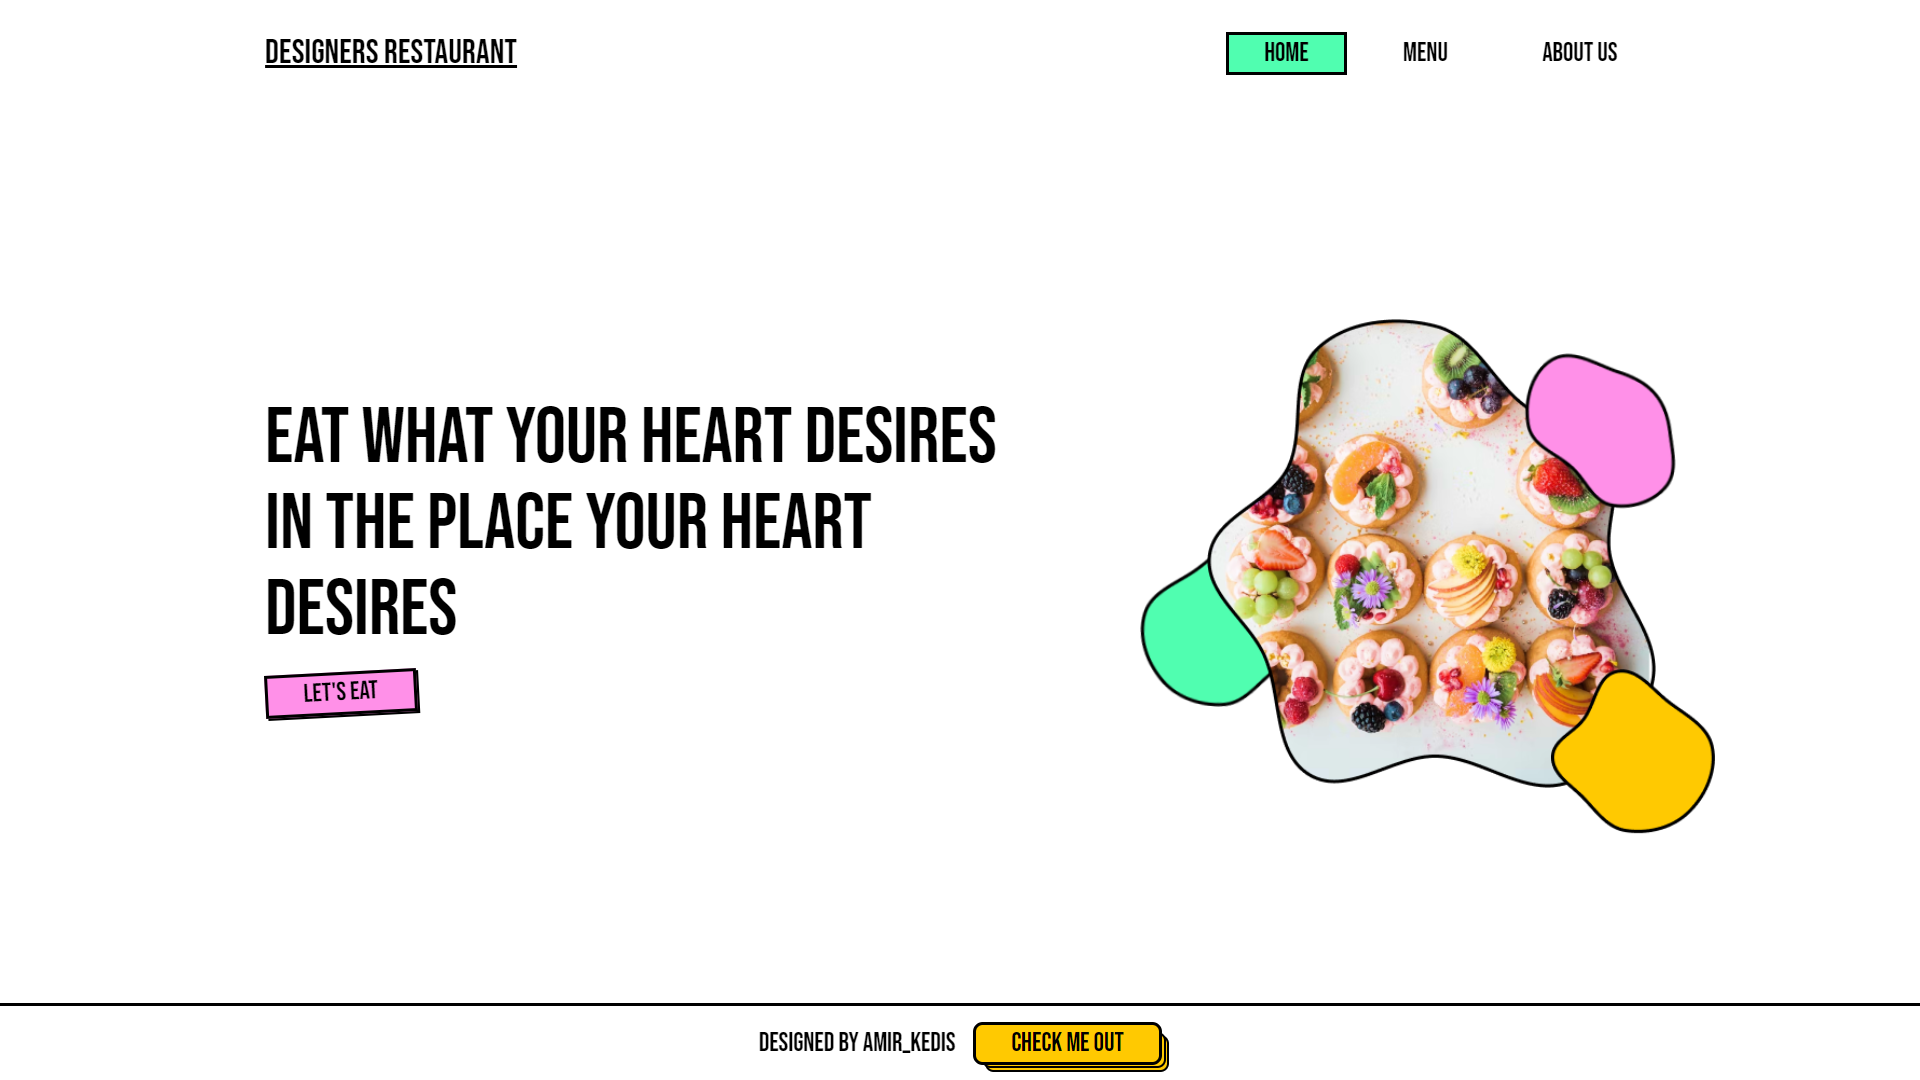 DESIGNERS RESTAURANT
HOME
MENU
ABOUT US
EAT WHAT YOUR HEART DESIRES
IN THE PLACE YOUR HEART
DESIRES
LET'S EAT
DESIGNED BY AMIR_KEDIS
CHECK ME OUT